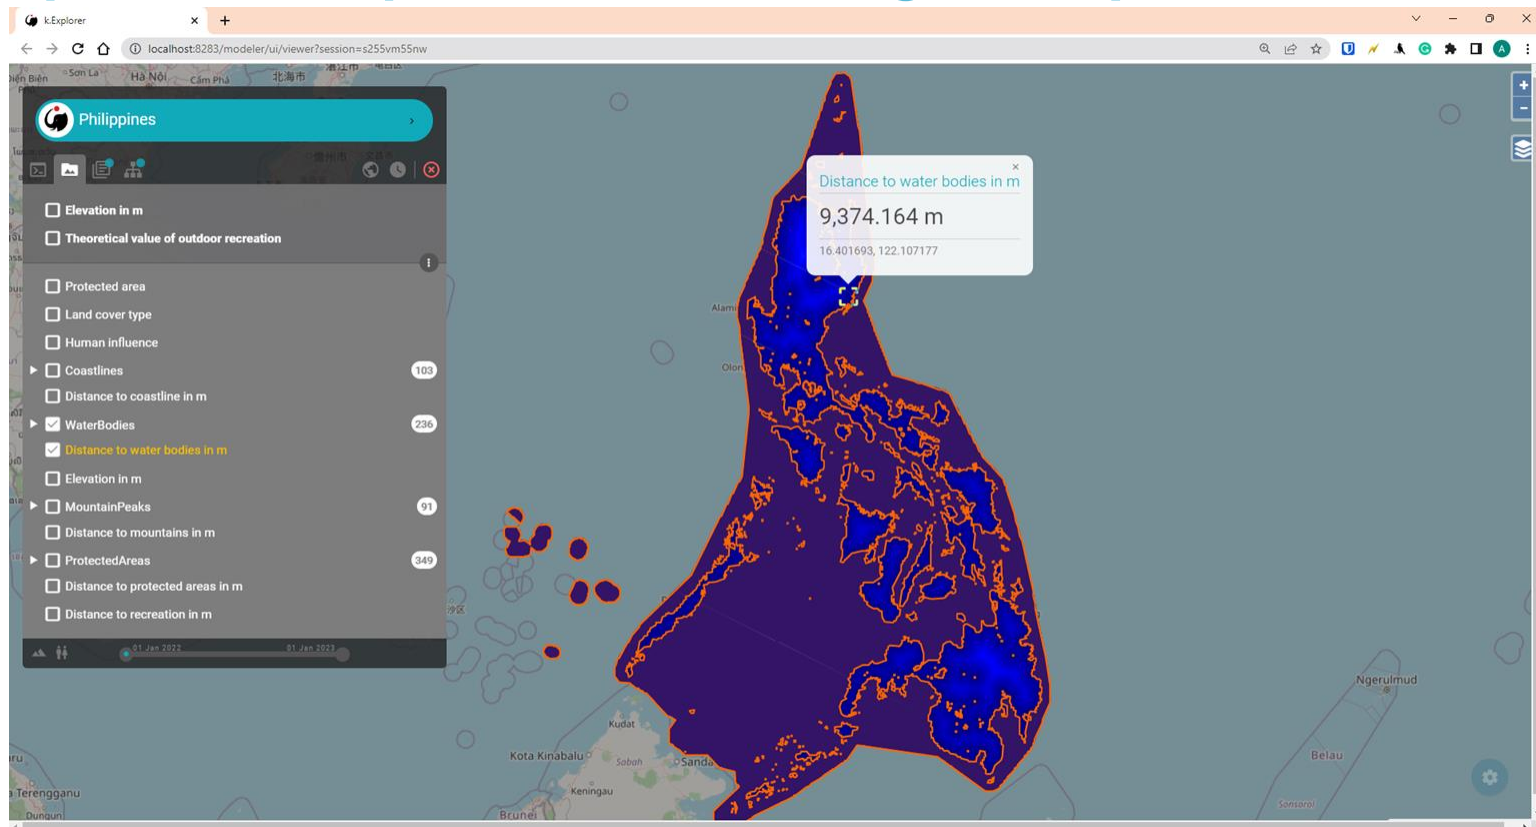 k.Explorer
localhost:8283/modeler/ui/viewer?session=s255vm55nw
A
Sơn La
Hà Nội
Cẩm Phả
北海市
湛江市
Philippines
Elevation in m
Theoretical value of outdoor recreation
Protected area
Land cover type
Human influence
Coastlines
103
Distance to coastline in m
WaterBodies
236
Distance to water bodies in m
Elevation in m
MountainPeaks
91
Distance to mountains in m
ProtectedAreas
349
Distance to protected areas in m
Distance to recreation in m
01 Jan 2022
01 Jan 2023
Distance to water bodies in m
9,374.164 m
16.401693, 122.107177
Alami
Olon
Kudat
Kota Kinabalu
Sabah
Sanda
Keningau
Brunei
Terengganu
Dungun
Ngerulmud
Belau
Sonsorol